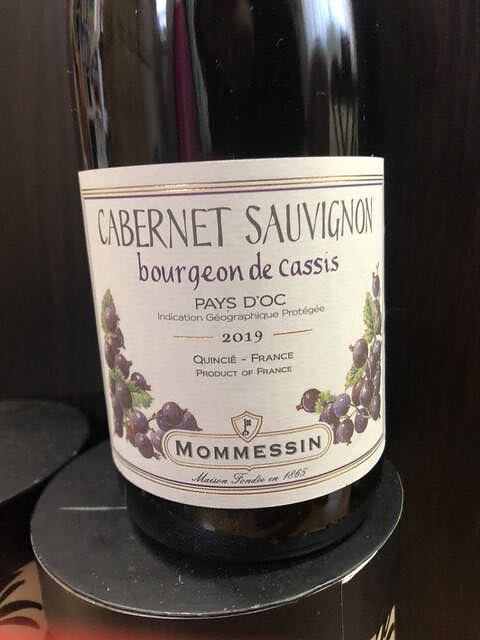 CABERNET SAUVIGNON
bourgeon de cassis
PAYS D'OC
Indication Géographique Protégée
2019
QUINCIÉ - FRANCE
PRODUCT OF FRANCE
MOMMESSIN
Maison Fondée en 1865